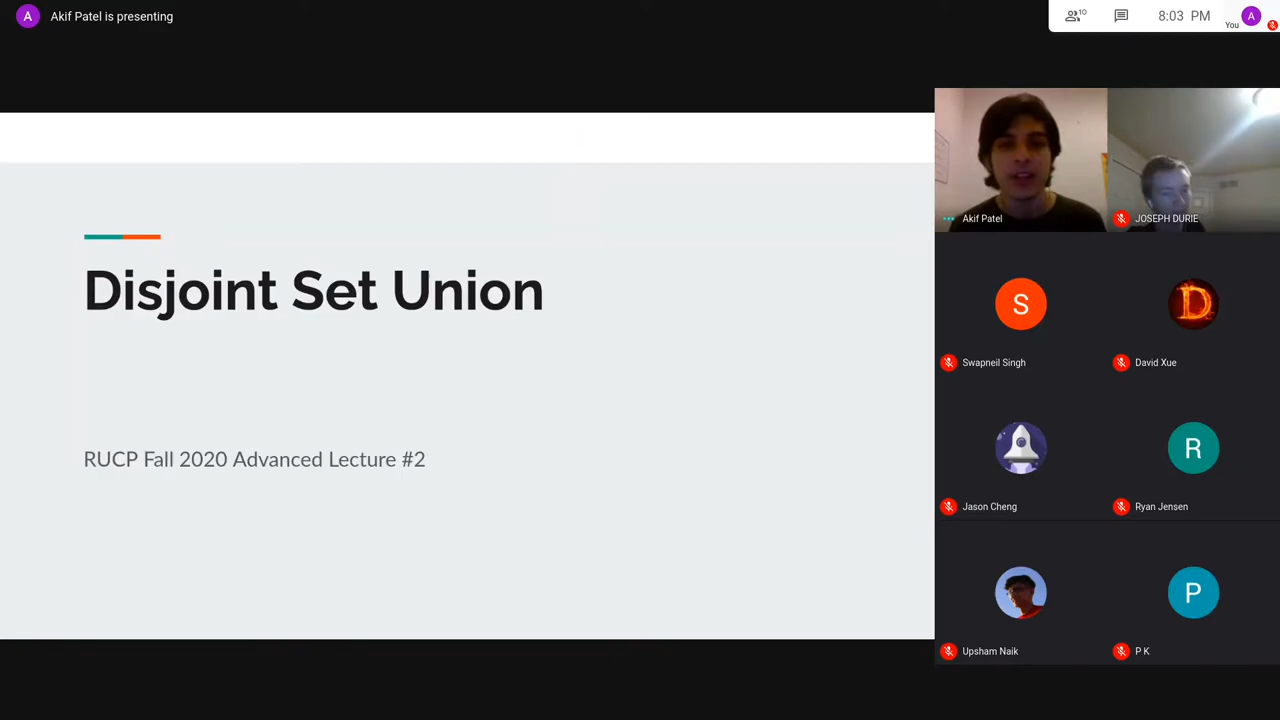 A
Akif Patel is presenting
10
8:03 PM
You
A
Disjoint Set Union
RUCP Fall 2020 Advanced Lecture #2
Akif Patel
JOSEPH DURIE
S
D
Swapneil Singh
David Xue
R
Jason Cheng
Ryan Jensen
P
Upsham Naik
P K